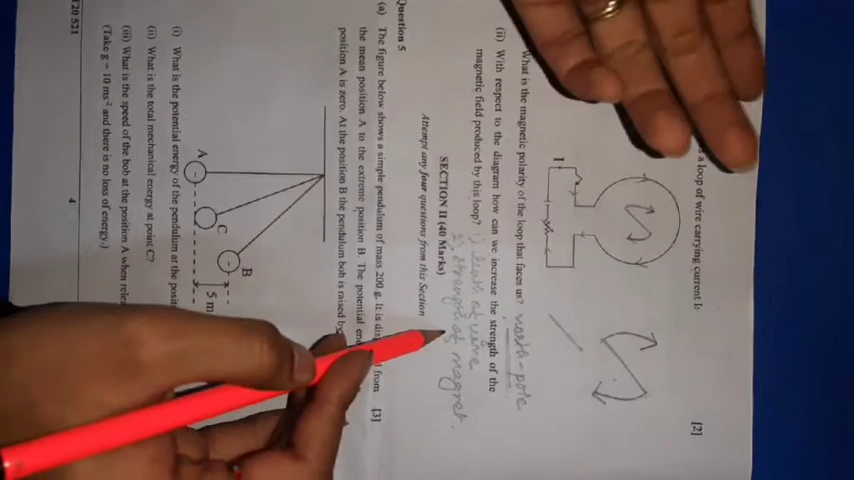 s a loop of wire carrying current I:
[2]
I
What is the magnetic polarity of the loop that faces us? north-pole
(ii) With respect to the diagram how can we increase the strength of the
magnetic field produced by this loop? 1) of wire
2) strength of magnet.
SECTION II (40 Marks)
Attempt any four questions from this Section
Question 5
(a) The figure below shows a simple pendulum of mass 200 g. It is dis from [3]
the mean position A to the extreme position B. The potential ene
position A is zero. At the position B the pendulum bob is raised by
A
C
B
5 m
(i) What is the potential energy of the pendulum at the posit
(ii) What is the total mechanical energy at point C?
(iii) What is the speed of the bob at the position A when relea
(Take g = 10 ms⁻² and there is no loss of energy.)
4
T20 521